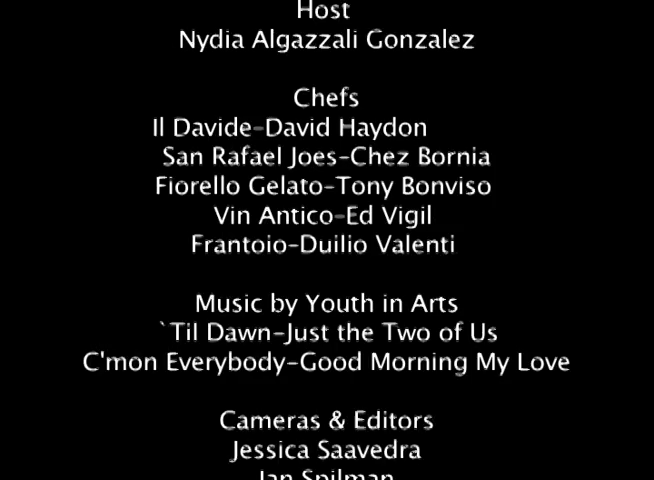 Host
Nydia Algazzali Gonzalez
Chefs
Il Davide-David Haydon
San Rafael Joes-Chez Bornia
Fiorello Gelato-Tony Bonviso
Vin Antico-Ed Vigil
Frantoio-Duilio Valenti
Music by Youth in Arts
`Til Dawn-Just the Two of Us
C'mon Everybody-Good Morning My Love
Cameras & Editors
Jessica Saavedra
Ian Spilman